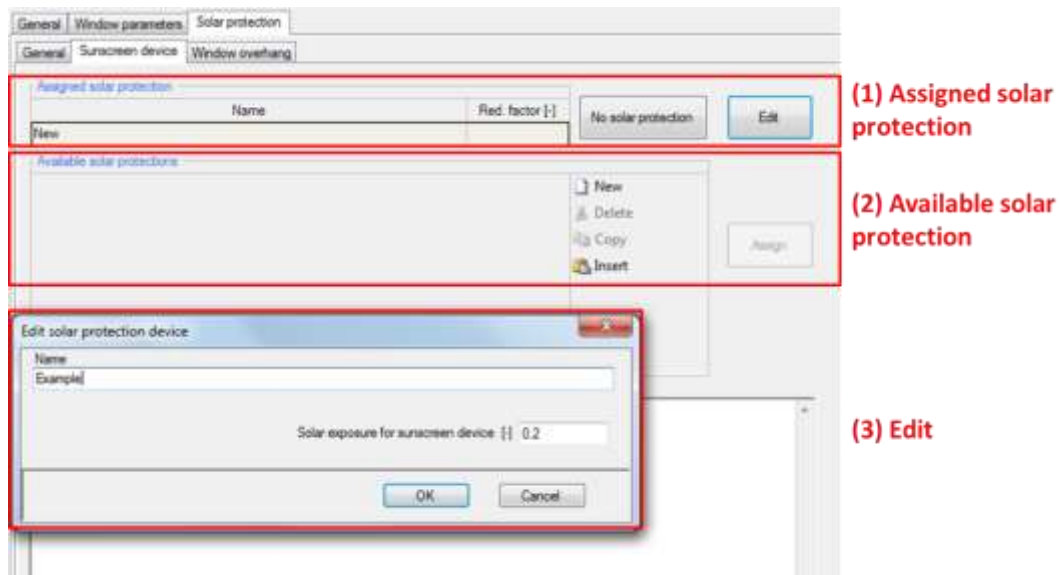 General Window parameters Solar protection
General Sunscreen device Window overhang
Assigned solar protection
Name Red. factor [-]
New
No solar protection Edit
(1) Assigned solar
protection
Available solar protections
New
Delete
Copy
Insert
Assign
(2) Available solar
protection
Edit solar protection device
Name
Example
Solar exposure for sunscreen device [-] 0.2
OK Cancel
(3) Edit